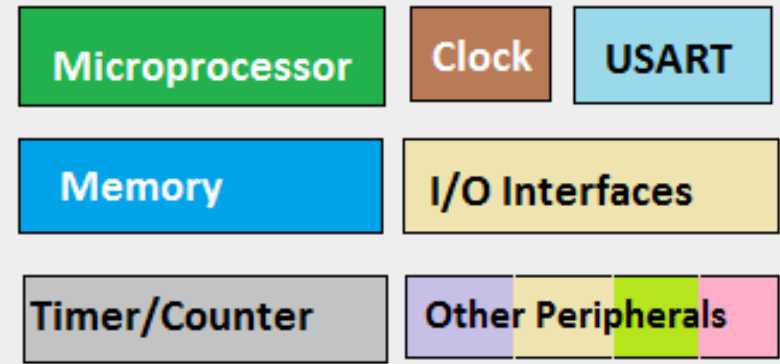 Microprocessor
Clock
USART
Memory
I/O Interfaces
Timer/Counter
Other Peripherals